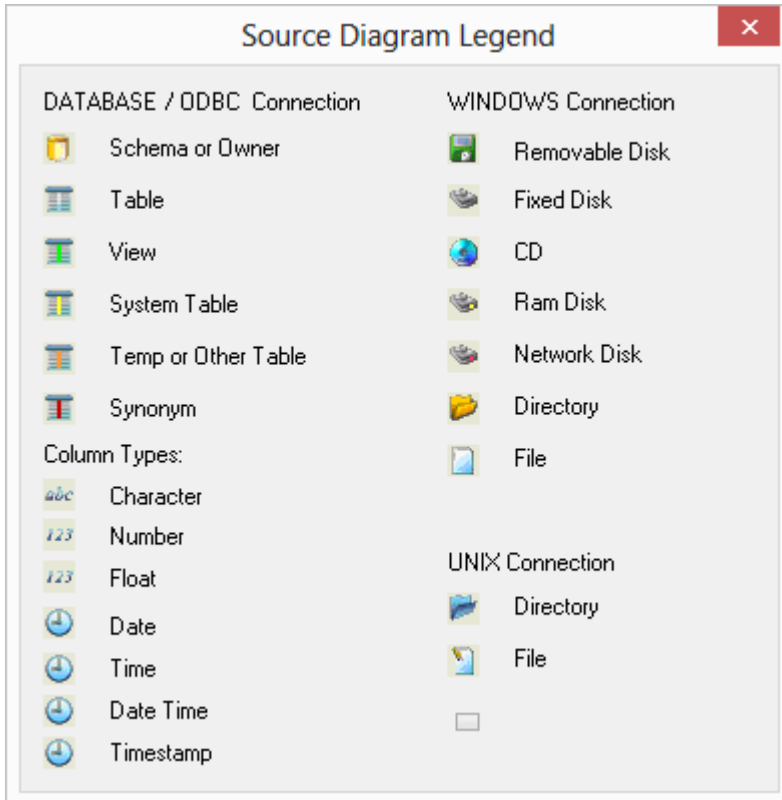 Source Diagram Legend
DATABASE / ODBC Connection
Schema or Owner
Table
View
System Table
Temp or Other Table
Synonym
Column Types:
abc Character
123 Number
123 Float
Date
Time
Date Time
Timestamp
WINDOWS Connection
Removable Disk
Fixed Disk
CD
Ram Disk
Network Disk
Directory
File
UNIX Connection
Directory
File